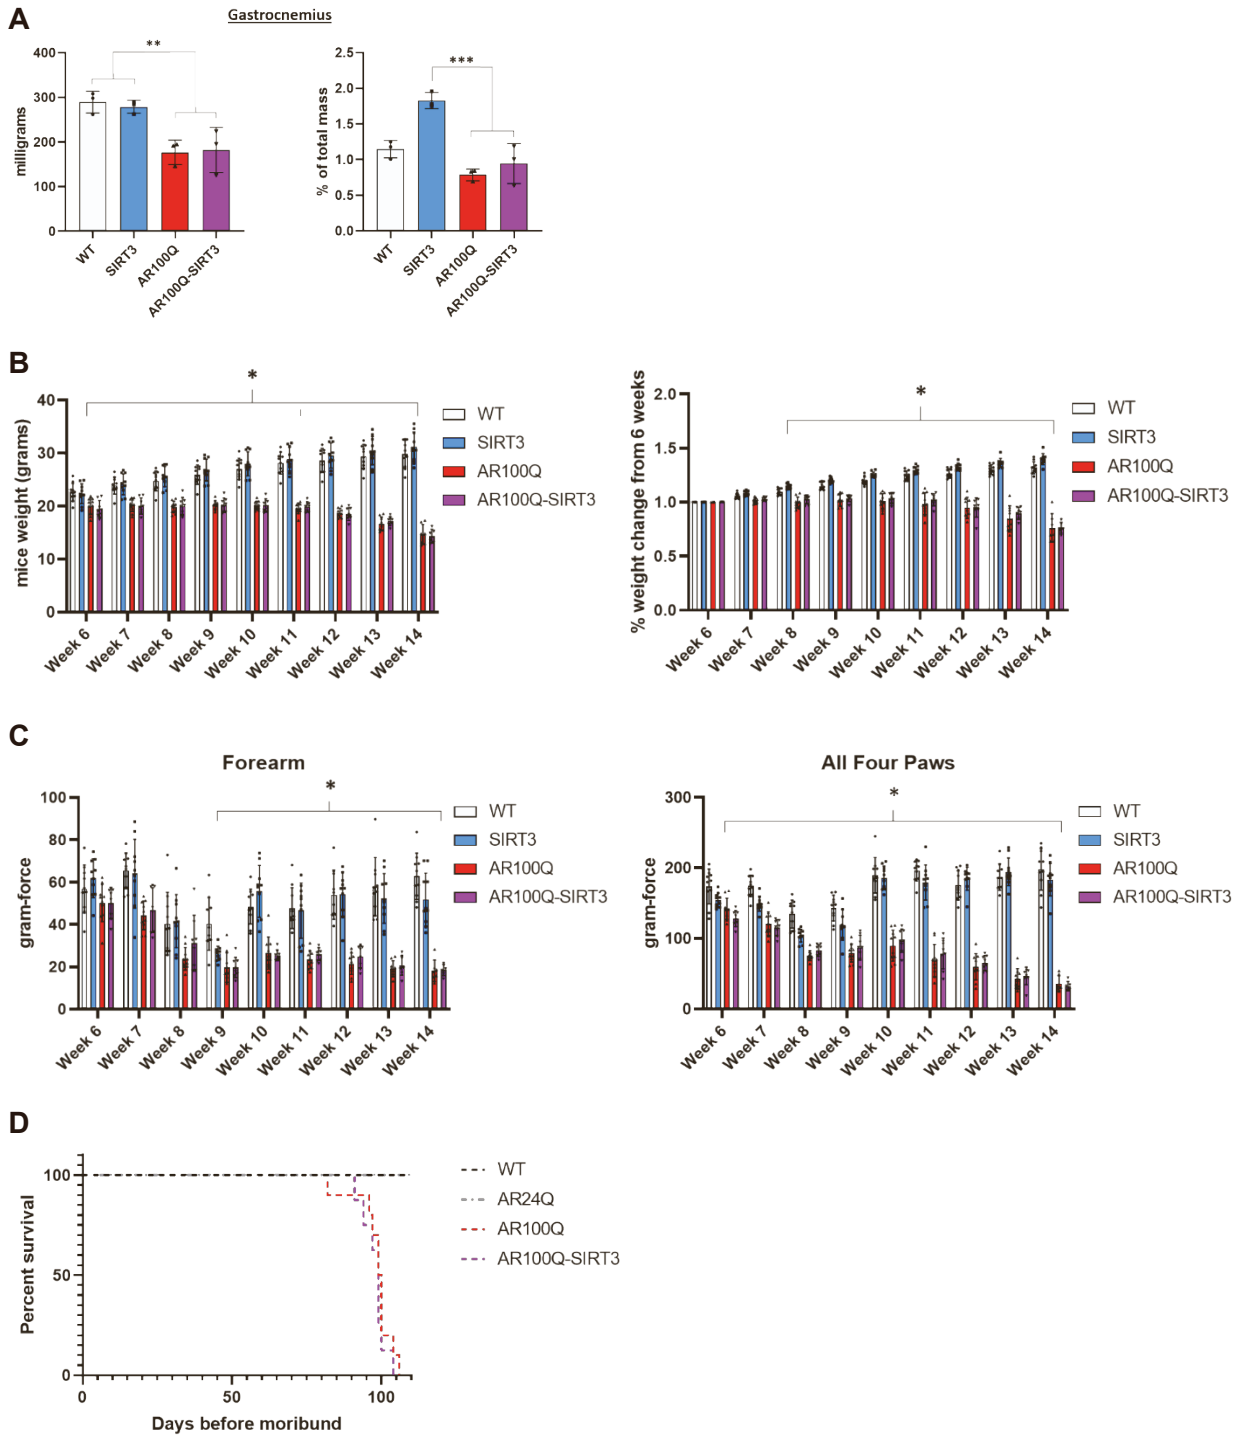 A
Gastrocnemius
**
***
milligrams
400
300
200
100
0
WT
SIRT3
AR100Q
AR100Q-SIRT3
% of total mass
2.5
2.0
1.5
1.0
0.5
0.0
WT
SIRT3
AR100Q
AR100Q-SIRT3
B
*
mice weight (grams)
40
30
20
10
0
Week 6
Week 7
Week 8
Week 9
Week 10
Week 11
Week 12
Week 13
Week 14
WT
SIRT3
AR100Q
AR100Q-SIRT3
*
% weight change from 6 weeks
2.0
1.5
1.0
0.5
0.0
Week 6
Week 7
Week 8
Week 9
Week 10
Week 11
Week 12
Week 13
Week 14
WT
SIRT3
AR100Q
AR100Q-SIRT3
C
Forearm
*
gram-force
100
80
60
40
20
0
Week 6
Week 7
Week 8
Week 9
Week 10
Week 11
Week 12
Week 13
Week 14
WT
SIRT3
AR100Q
AR100Q-SIRT3
All Four Paws
*
gram-force
300
200
100
0
Week 6
Week 7
Week 8
Week 9
Week 10
Week 11
Week 12
Week 13
Week 14
WT
SIRT3
AR100Q
AR100Q-SIRT3
D
Percent survival
100
50
0
0
50
100
Days before moribund
WT
AR24Q
AR100Q
AR100Q-SIRT3